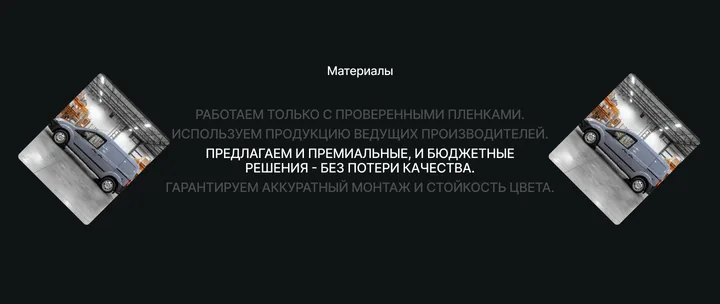 Материалы
РАБОТАЕМ ТОЛЬКО С ПРОВЕРЕННЫМИ ПЛЕНКАМИ.
ИСПОЛЬЗУЕМ ПРОДУКЦИЮ ВЕДУЩИХ ПРОИЗВОДИТЕЛЕЙ.
ПРЕДЛАГАЕМ И ПРЕМИАЛЬНЫЕ, И БЮДЖЕТНЫЕ
РЕШЕНИЯ - БЕЗ ПОТЕРИ КАЧЕСТВА.
ГАРАНТИРУЕМ АККУРАТНЫЙ МОНТАЖ И СТОЙКОСТЬ ЦВЕТА.